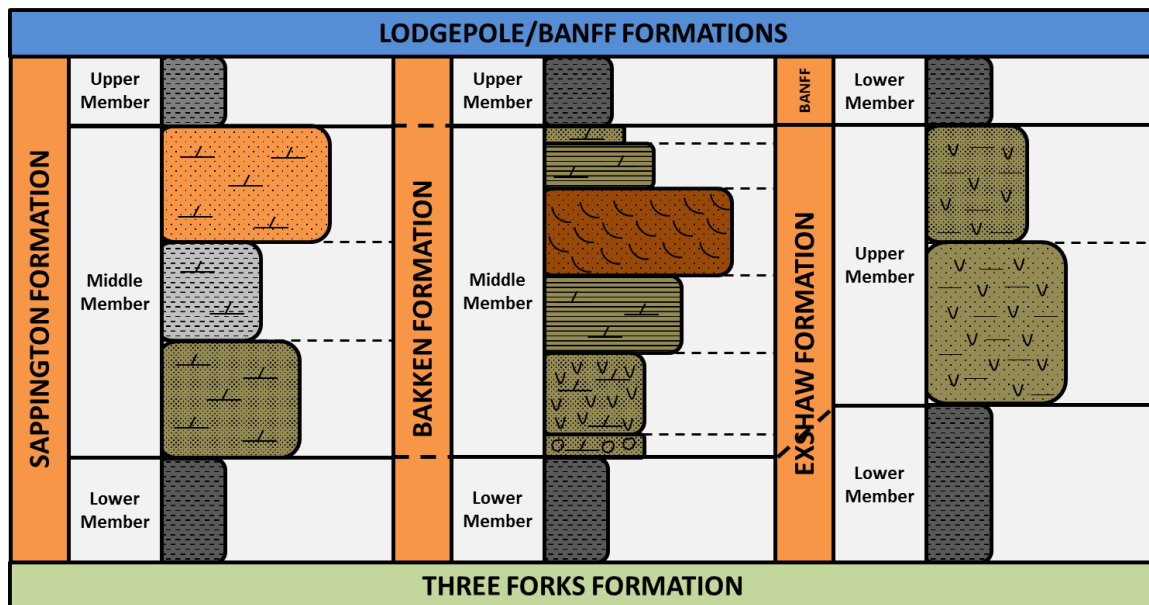 LODGEPOLE/BANFF FORMATIONS
SAPPINGTON FORMATION
Upper
Member
Middle
Member
Lower
Member
BAKKEN FORMATION
Upper
Member
Middle
Member
Lower
Member
BANFF
EXSHAW FORMATION
Lower
Member
Upper
Member
Lower
Member
THREE FORKS FORMATION